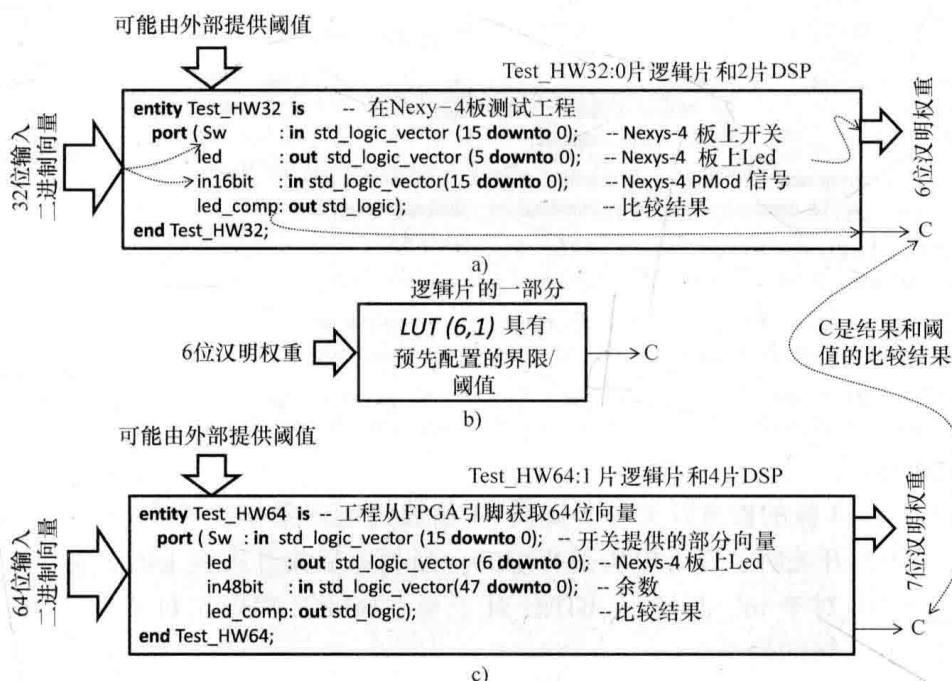 可能由外部提供阈值
Test_HW32:0片逻辑片和2片DSP
32位输入
二进制向量
entity Test_HW32 is -- 在Nexy-4板测试工程
port ( Sw : in std_logic_vector (15 downto 0); --Nexys-4 板上开关
led : out std_logic_vector (5 downto 0); --Nexys-4 板上Led
in16bit : in std_logic_vector(15 downto 0); --Nexys-4 PMod 信号
led_comp: out std_logic); --比较结果
end Test_HW32;
6位汉明权重
C
a)
逻辑片的一部分
6位汉明权重
LUT (6,1) 具有
预先配置的界限/
阈值
C
b)
C是结果和阈
值的比较结果
可能由外部提供阈值
Test_HW64:1 片逻辑片和4片DSP
64位输入
二进制向量
entity Test_HW64 is -- 工程从FPGA引脚获取64位向量
port ( Sw : in std_logic_vector (15 downto 0); -- 开关提供的部分向量
led : out std_logic_vector (6 downto 0); --Nexys-4 板上Led
in48bit : in std_logic_vector(47 downto 0); -- 余数
led_comp: out std_logic); --比较结果
end Test_HW64;
7位汉明权重
C
c)